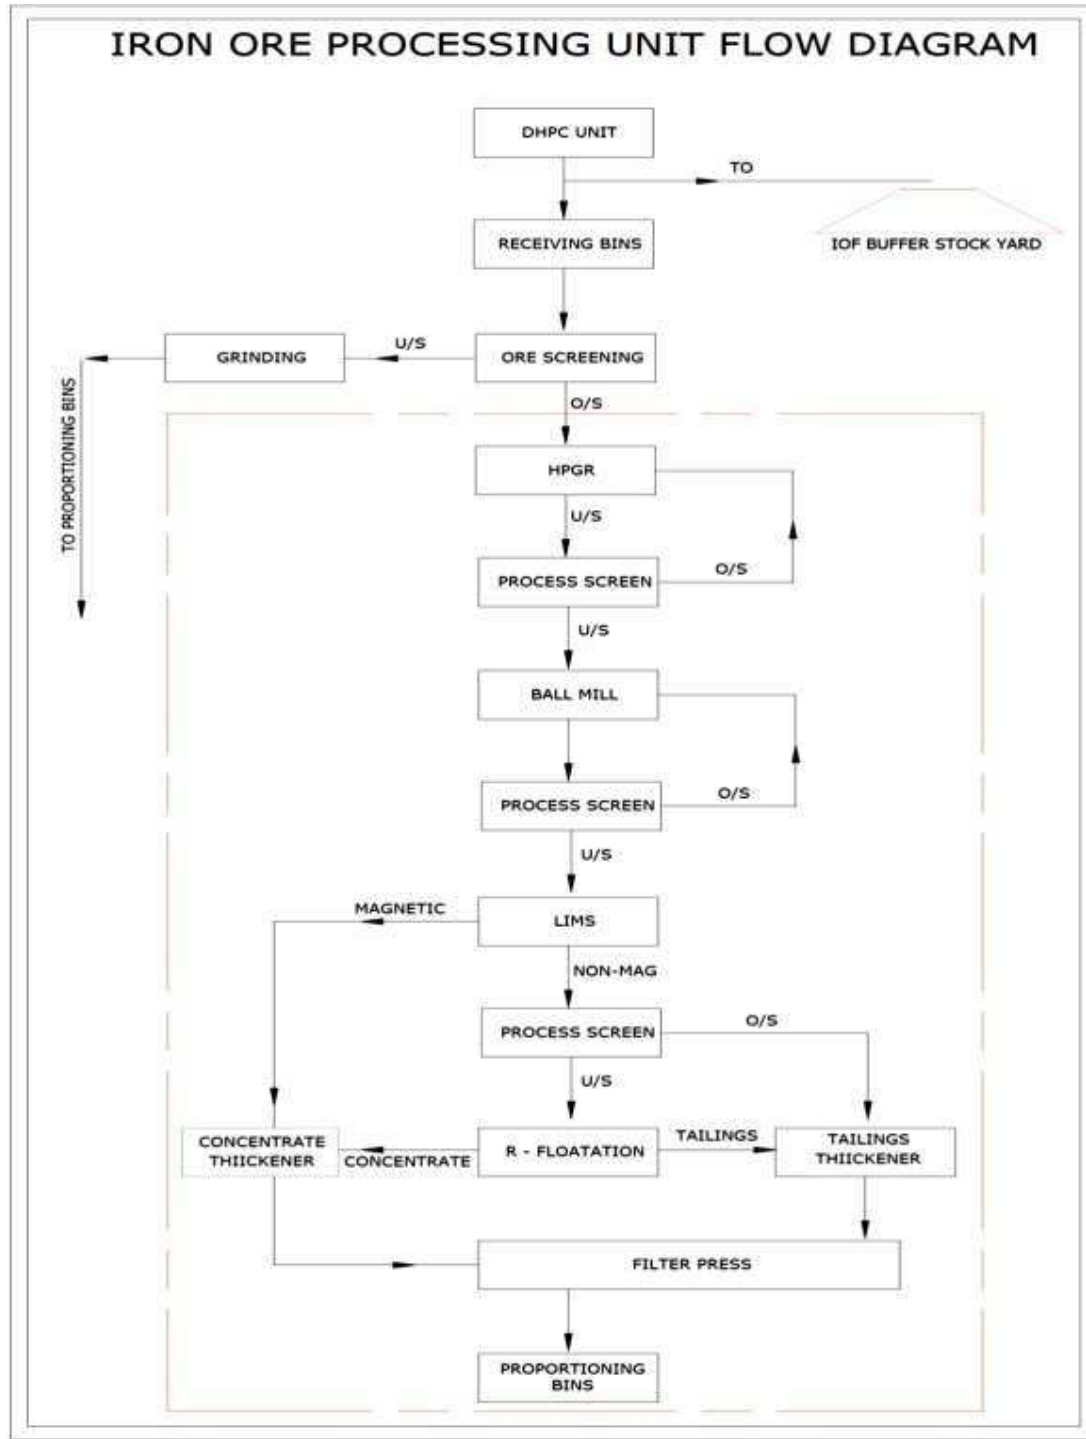 IRON ORE PROCESSING UNIT FLOW DIAGRAM
DHPC UNIT
TO
RECEIVING BINS
IOF BUFFER STOCK YARD
GRINDING
U/S
ORE SCREENING
TO PROPORTIONING BINS
O/S
HPGR
U/S
PROCESS SCREEN
O/S
U/S
BALL MILL
PROCESS SCREEN
O/S
U/S
MAGNETIC
LIMS
NON-MAG
PROCESS SCREEN
O/S
U/S
CONCENTRATE
THIICKENER
CONCENTRATE
R - FLOATATION
TAILINGS
TAILINGS
THIICKENER
FILTER PRESS
PROPORTIONING
BINS